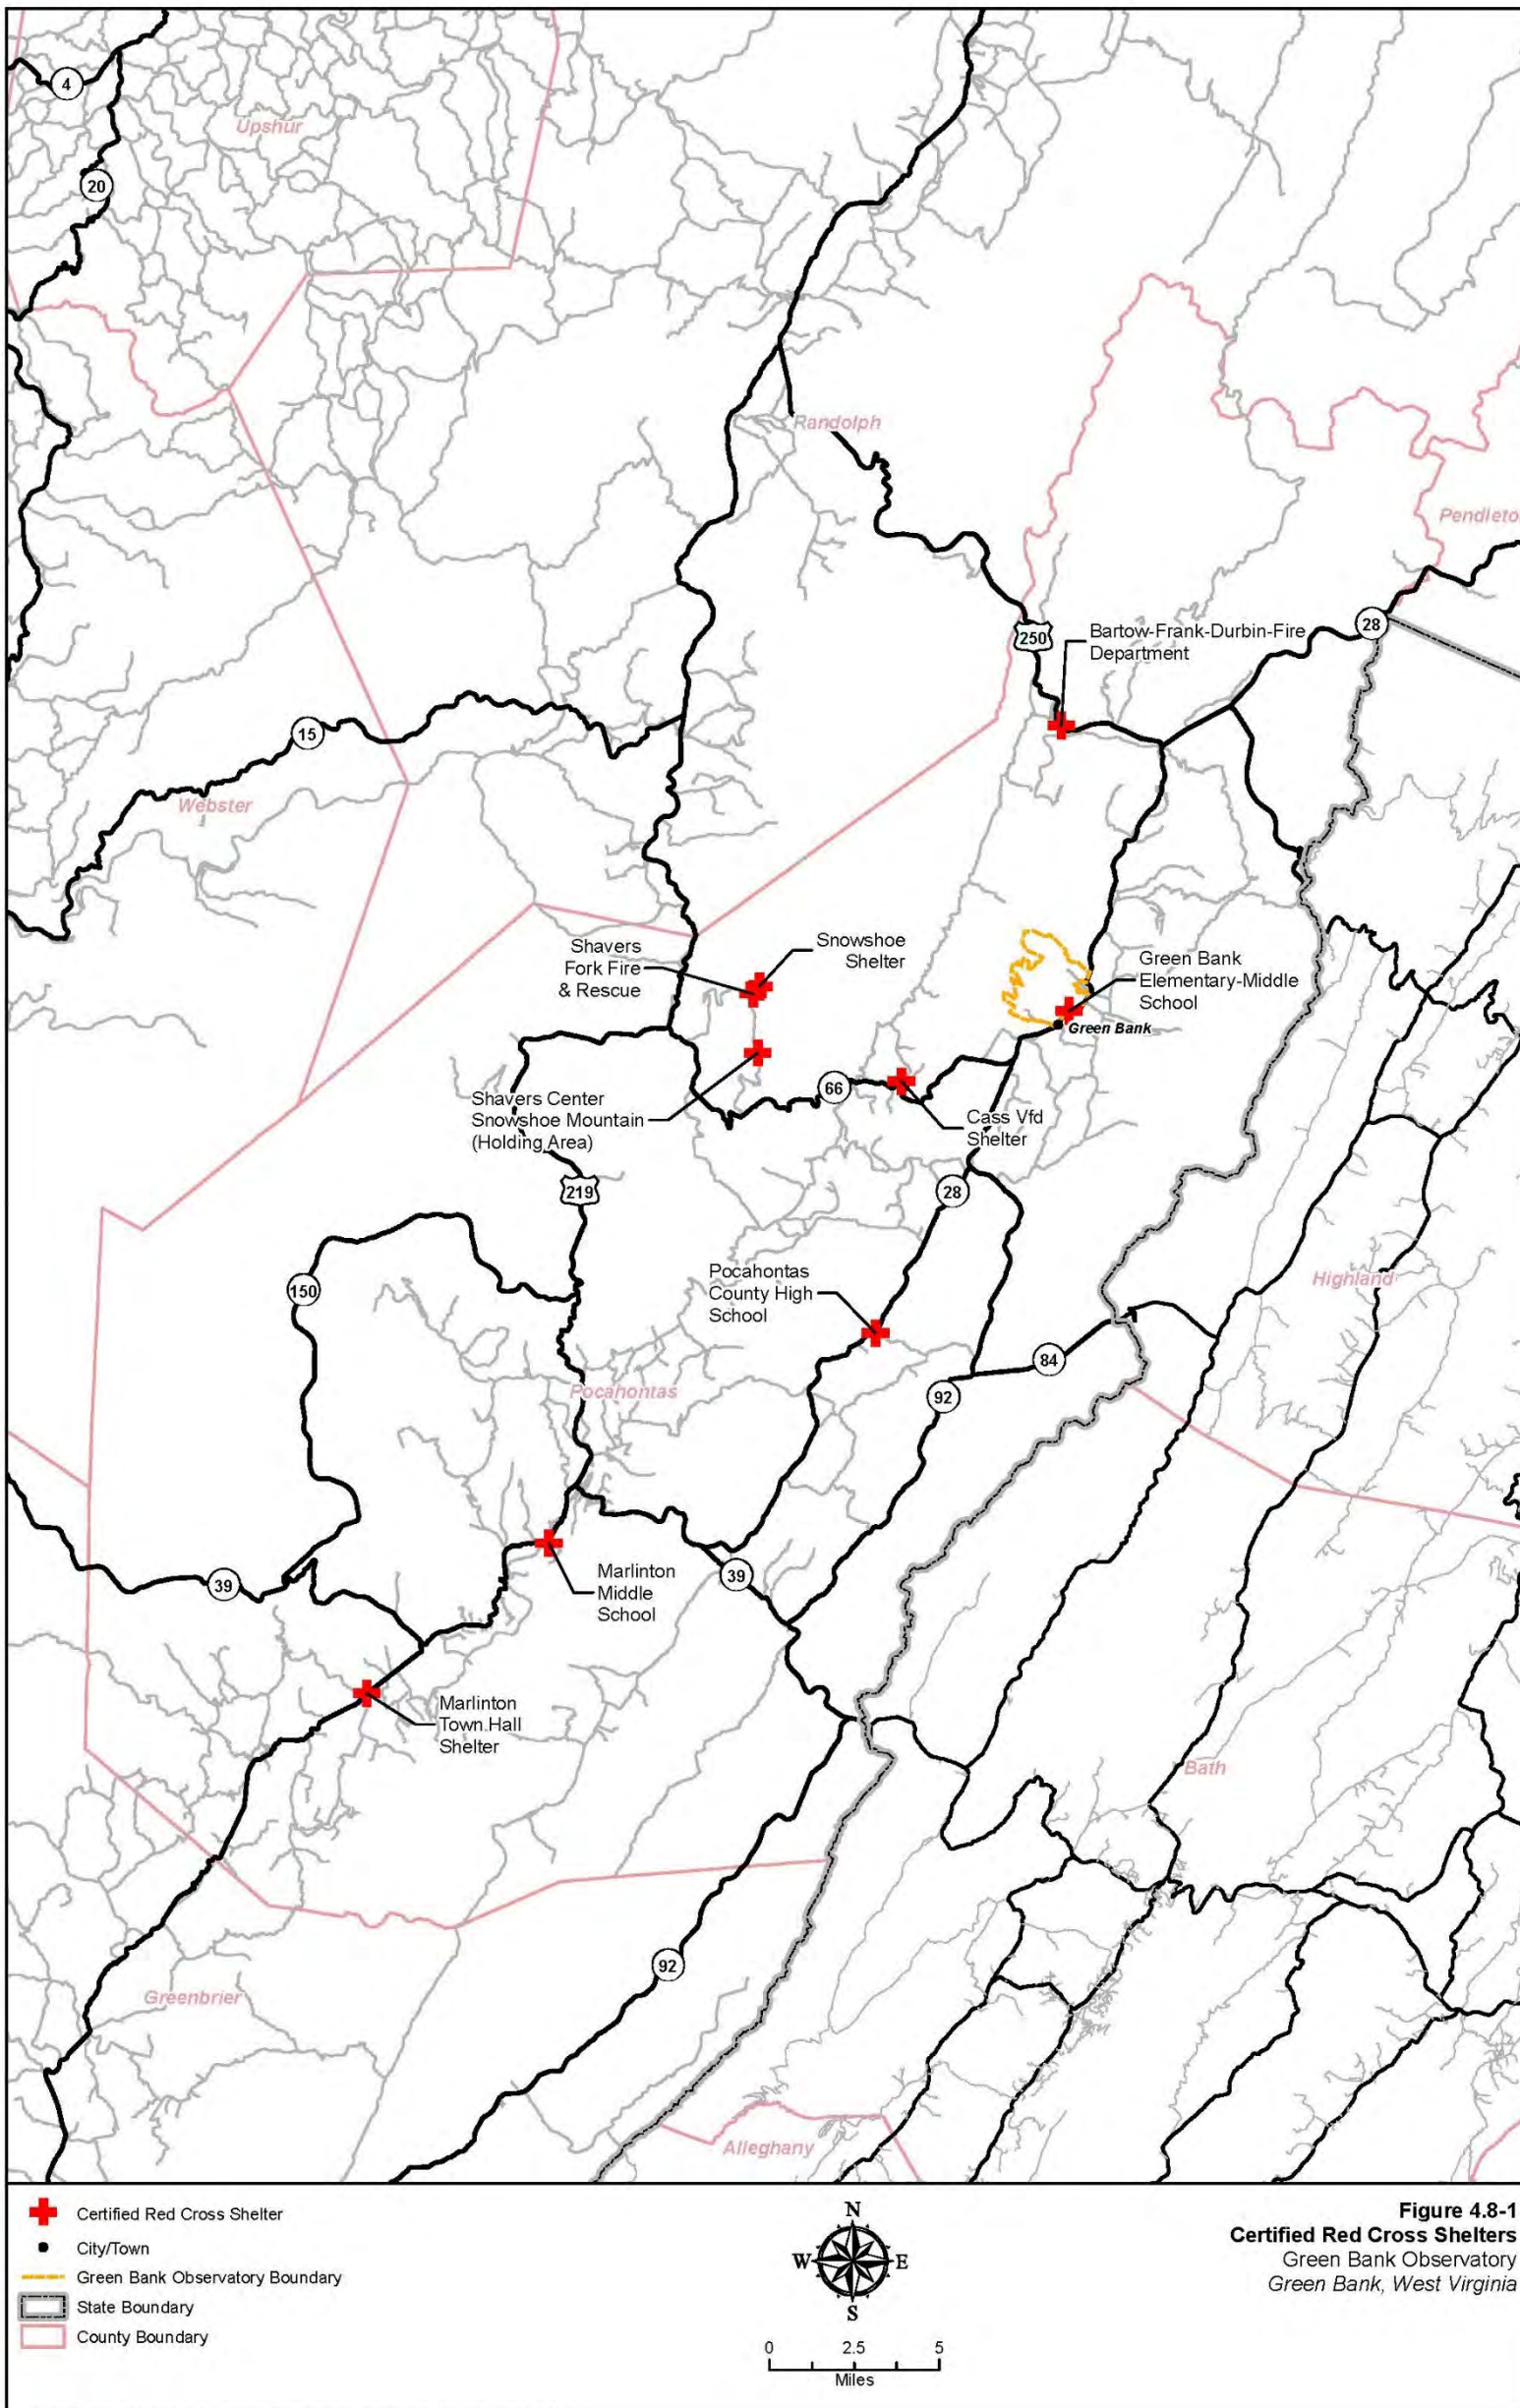 4
Upshur
20
Randolph
Pendleto
28
250
Bartow-Frank-Durbin-Fire
Department
15
Webster
Shavers
Fork Fire
& Rescue
Snowshoe
Shelter
Green Bank
Elementary-Middle
School
Green Bank
Shavers Center
Snowshoe Mountain
(Holding Area)
66
Cass Vfd
Shelter
219
28
150
Pocahontas
County High
School
Highland
84
Pocahontas
92
39
Marlinton
Middle
School
39
Marlinton
Town Hall
Shelter
Bath
92
Greenbrier
Alleghany
Certified Red Cross Shelter
City/Town
Green Bank Observatory Boundary
State Boundary
County Boundary
N
W E
S
0 2.5 5
Miles
Figure 4.8-1
Certified Red Cross Shelters
Green Bank Observatory
Green Bank, West Virginia